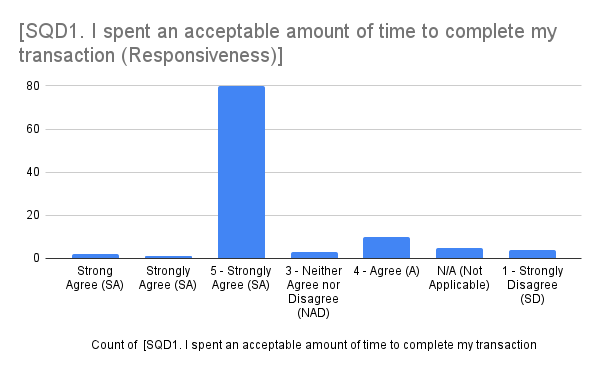 [SQD1. I spent an acceptable amount of time to complete my
transaction (Responsiveness)]
80
60
40
20
0
Strong
Agree (SA)
Strongly
Agree (SA)
5 - Strongly
Agree (SA)
3 - Neither
Agree nor
Disagree
(NAD)
4 - Agree (A)
N/A (Not
Applicable)
1 - Strongly
Disagree
(SD)
Count of  [SQD1. I spent an acceptable amount of time to complete my transaction